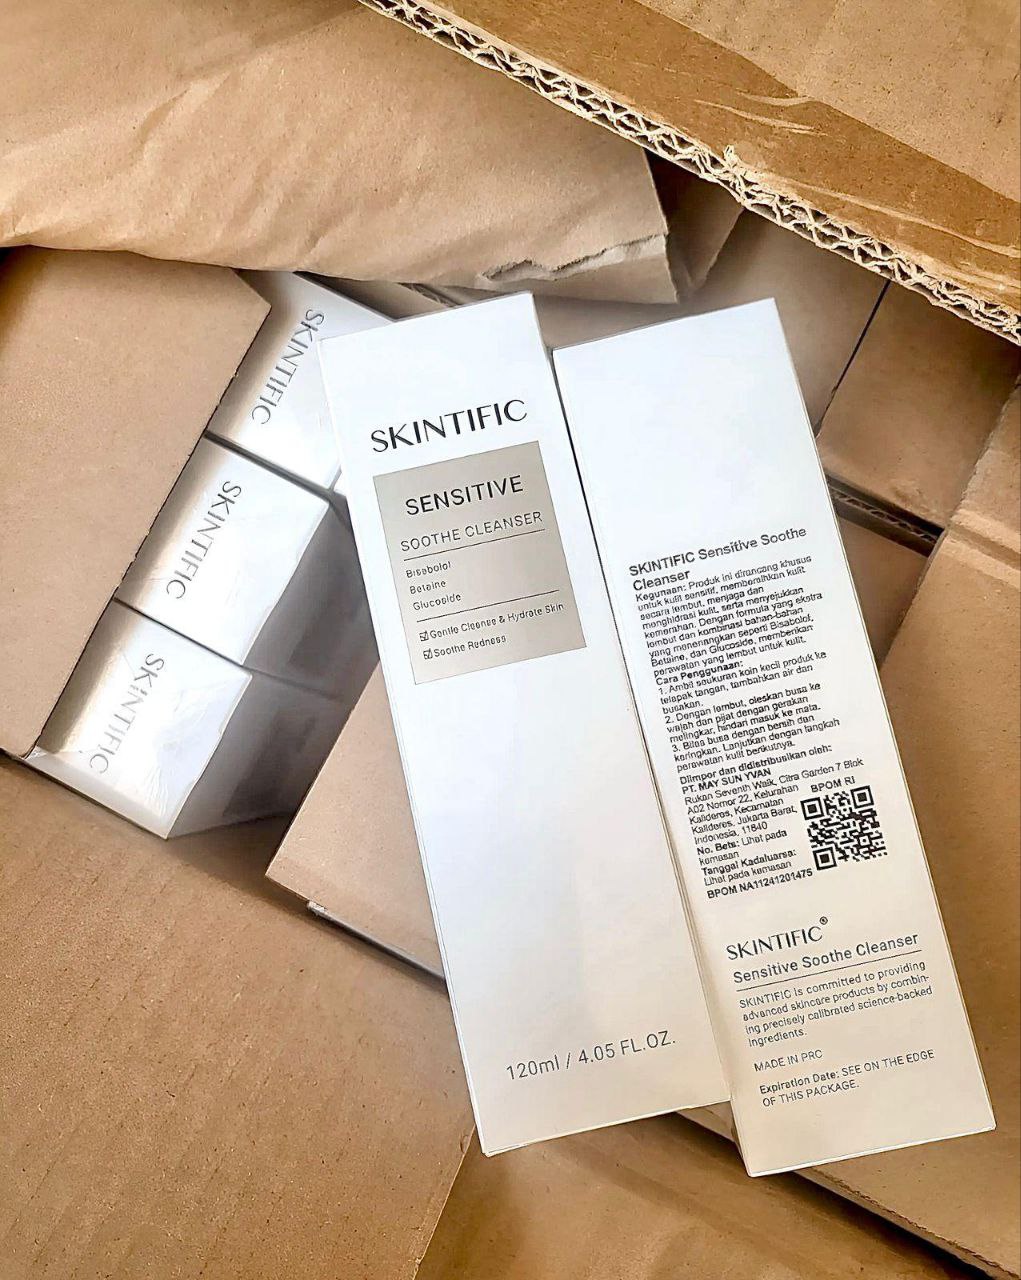 SKINTIFIC
SKINTIFIC
SKINTIFIC
SKINTIFIC
SENSITIVE
SOOTHE CLEANSER
Bisabolol
Betaine
Glucoside
☑Gentle Cleanse & Hydrate Skin
☑Soothe Redness
120ml / 4.05 FL.OZ.
SKINTIFIC Sensitive Soothe
Cleanser
Kegunaan: Produk ini dirancang khusus
untuk kulit sensitif, membersihkan kulit
secara lembut, menjaga dan
menghidrasi kulit, serta menyejukkan
kemerahan. Dengan formula yang ekstra
lembut dan kombinasi bahan-bahan
yang menenangkan seperti Bisabolol,
Betaine, dan Glucoside, memberikan
perawatan yang lembut untuk kulit.
Cara Penggunaan:
1. Ambil seukuran koin kecil produk ke
telapak tangan, tambahkan air dan
busakan.
2. Dengan lembut, oleskan busa ke
wajah dan pijat dengan gerakan
melingkar, hindari masuk ke mata.
3. Bilas busa dengan bersih dan
keringkan. Lanjutkan dengan langkah
perawatan kulit berikutnya.
Diimpor dan didistribusikan oleh:
PT. MAY SUN YVAN
Rukan Seventh Walk, Citra Garden 7 Blok
A02 Nomor 22, Kelurahan
Kalideres, Kecamatan
Kalideres, Jakarta Barat,
Indonesia, 11840
No. Bets: Lihat pada
kemasan
Tanggal Kadaluarsa:
Lihat pada kemasan
BPOM NA11241201475
BPOM RI
SKINTIFIC®
Sensitive Soothe Cleanser
SKINTIFIC is committed to providing
advanced skincare products by combin-
ing precisely calibrated science-backed
ingredients.
MADE IN PRC
Expiration Date: SEE ON THE EDGE
OF THIS PACKAGE.